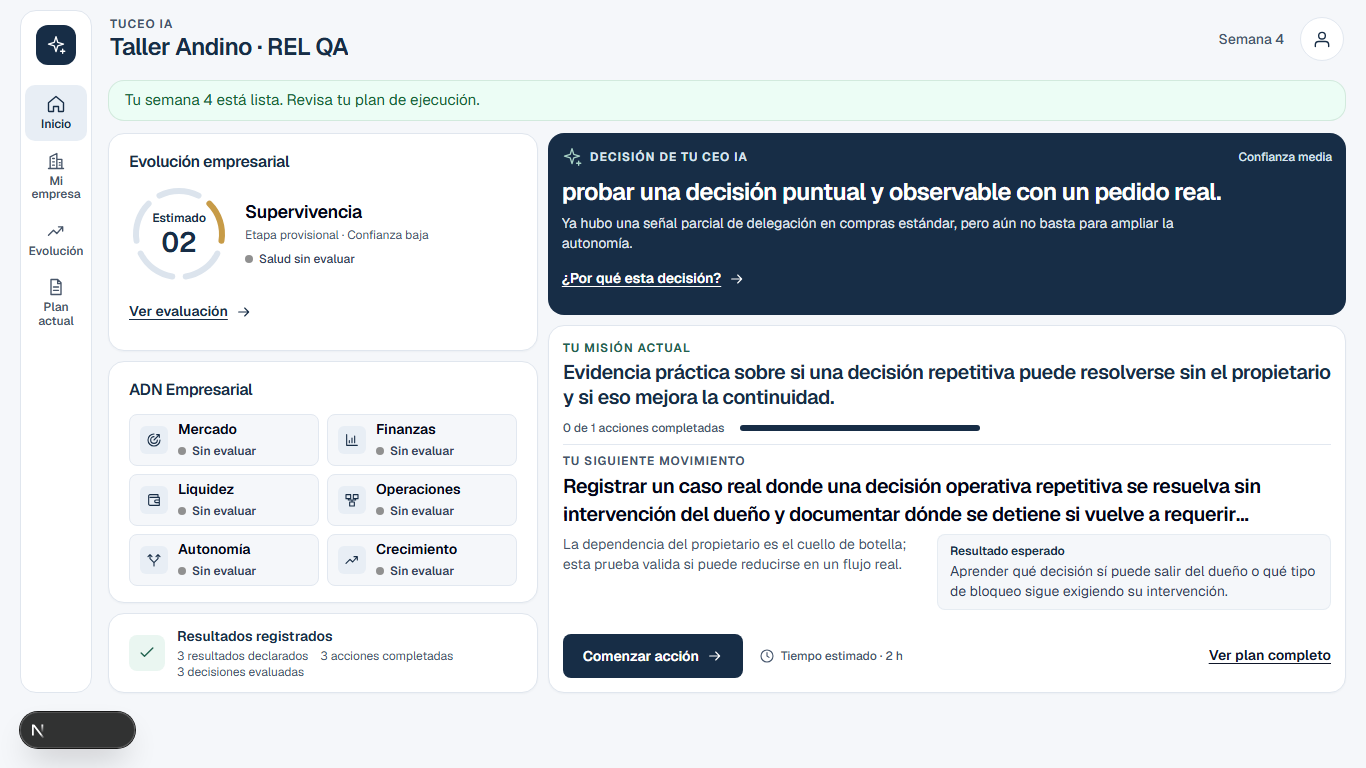 TUCEO IA
Taller Andino · REL QA
Semana 4
Inicio
Mi
empresa
Evolución
Plan
actual
Tu semana 4 está lista. Revisa tu plan de ejecución.
Evolución empresarial
Estimado
02
Supervivencia
Etapa provisional · Confianza baja
Salud sin evaluar
Ver evaluación →
ADN Empresarial
Mercado
Sin evaluar
Finanzas
Sin evaluar
Liquidez
Sin evaluar
Operaciones
Sin evaluar
Autonomía
Sin evaluar
Crecimiento
Sin evaluar
Resultados registrados
3 resultados declarados 3 acciones completadas
3 decisiones evaluadas
DECISIÓN DE TU CEO IA
Confianza media
probar una decisión puntual y observable con un pedido real.
Ya hubo una señal parcial de delegación en compras estándar, pero aún no basta para ampliar la
autonomía.
¿Por qué esta decisión? →
TU MISIÓN ACTUAL
Evidencia práctica sobre si una decisión repetitiva puede resolverse sin el propietario
y si eso mejora la continuidad.
0 de 1 acciones completadas
TU SIGUIENTE MOVIMIENTO
Registrar un caso real donde una decisión operativa repetitiva se resuelva sin
intervención del dueño y documentar dónde se detiene si vuelve a requerir...
La dependencia del propietario es el cuello de botella;
esta prueba valida si puede reducirse en un flujo real.
Resultado esperado
Aprender qué decisión sí puede salir del dueño o qué tipo
de bloqueo sigue exigiendo su intervención.
Comenzar acción →
Tiempo estimado · 2 h
Ver plan completo
N